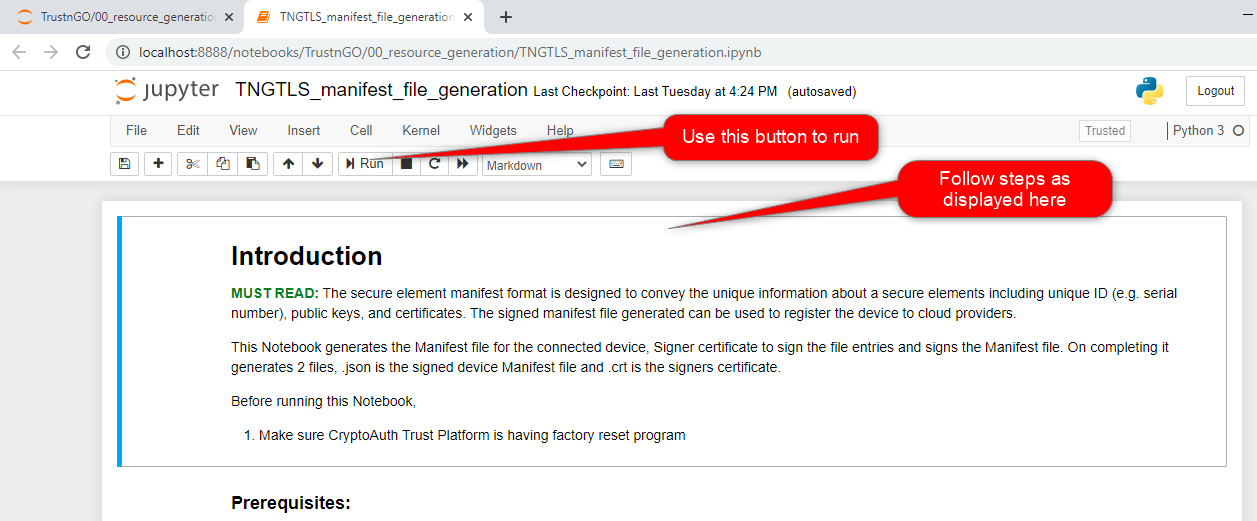 TrustnGO/00_resource_generatio
TNGTLS_manifest_file_generation
localhost:8888/notebooks/TrustnGO/00_resource_generation/TNGTLS_manifest_file_generation.ipynb
jupyter TNGTLS_manifest_file_generation Last Checkpoint: Last Tuesday at 4:24 PM (autosaved)
Logout
File Edit View Insert Cell Kernel Widgets Help
Trusted
Python 3
Use this button to run
Run
Markdown
Follow steps as
displayed here
Introduction
MUST READ: The secure element manifest format is designed to convey the unique information about a secure elements including unique ID (e.g. serial
number), public keys, and certificates. The signed manifest file generated can be used to register the device to cloud providers.
This Notebook generates the Manifest file for the connected device, Signer certificate to sign the file entries and signs the Manifest file. On completing it
generates 2 files, .json is the signed device Manifest file and .crt is the signers certificate.
Before running this Notebook,
1. Make sure CryptoAuth Trust Platform is having factory reset program
Prerequisites: